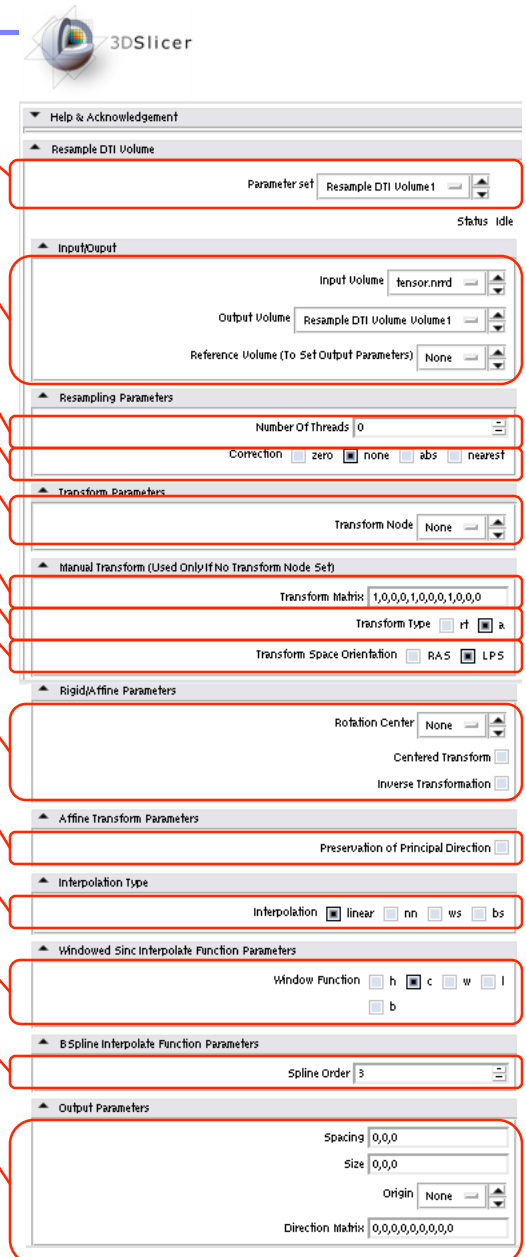 3DSlicer
Help & Acknowledgement
Resample DTI Volume
Parameter set Resample DTI Volume1
Status Idle
Input/Ouput
Input Volume tensor.nrrd
Output Volume Resample DTI Volume Volume1
Reference Volume (To Set Output Parameters) None
Resampling Parameters
Number Of Threads 0
Correction zero none abs nearest
Transform Parameters
Transform Node None
Manual Transform (Used Only If No Transform Node Set)
Transform Matrix 1,0,0,0,1,0,0,0,1,0,0,0
Transform Type rt a
Transform Space Orientation RAS LPS
Rigid/Affine Parameters
Rotation Center None
Centered Transform
Inverse Transformation
Affine Transform Parameters
Preservation of Principal Direction
Interpolation Type
Interpolation linear nn ws bs
Windowed Sinc Interpolate Function Parameters
Window Function h c w l
b
BSpline Interpolate Function Parameters
Spline Order 3
Output Parameters
Spacing 0,0,0
Size 0,0,0
Origin None
Direction Matrix 0,0,0,0,0,0,0,0,0